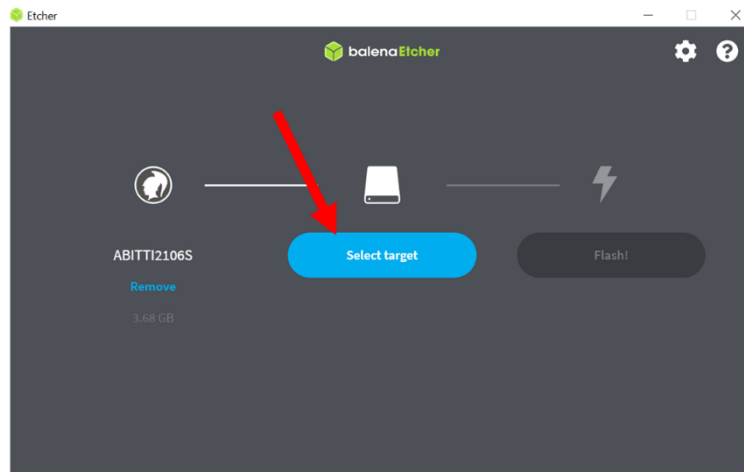 Etcher
balenaEtcher
?
ABITTI2106S
Select target
Flash!
Remove
3.68 GB